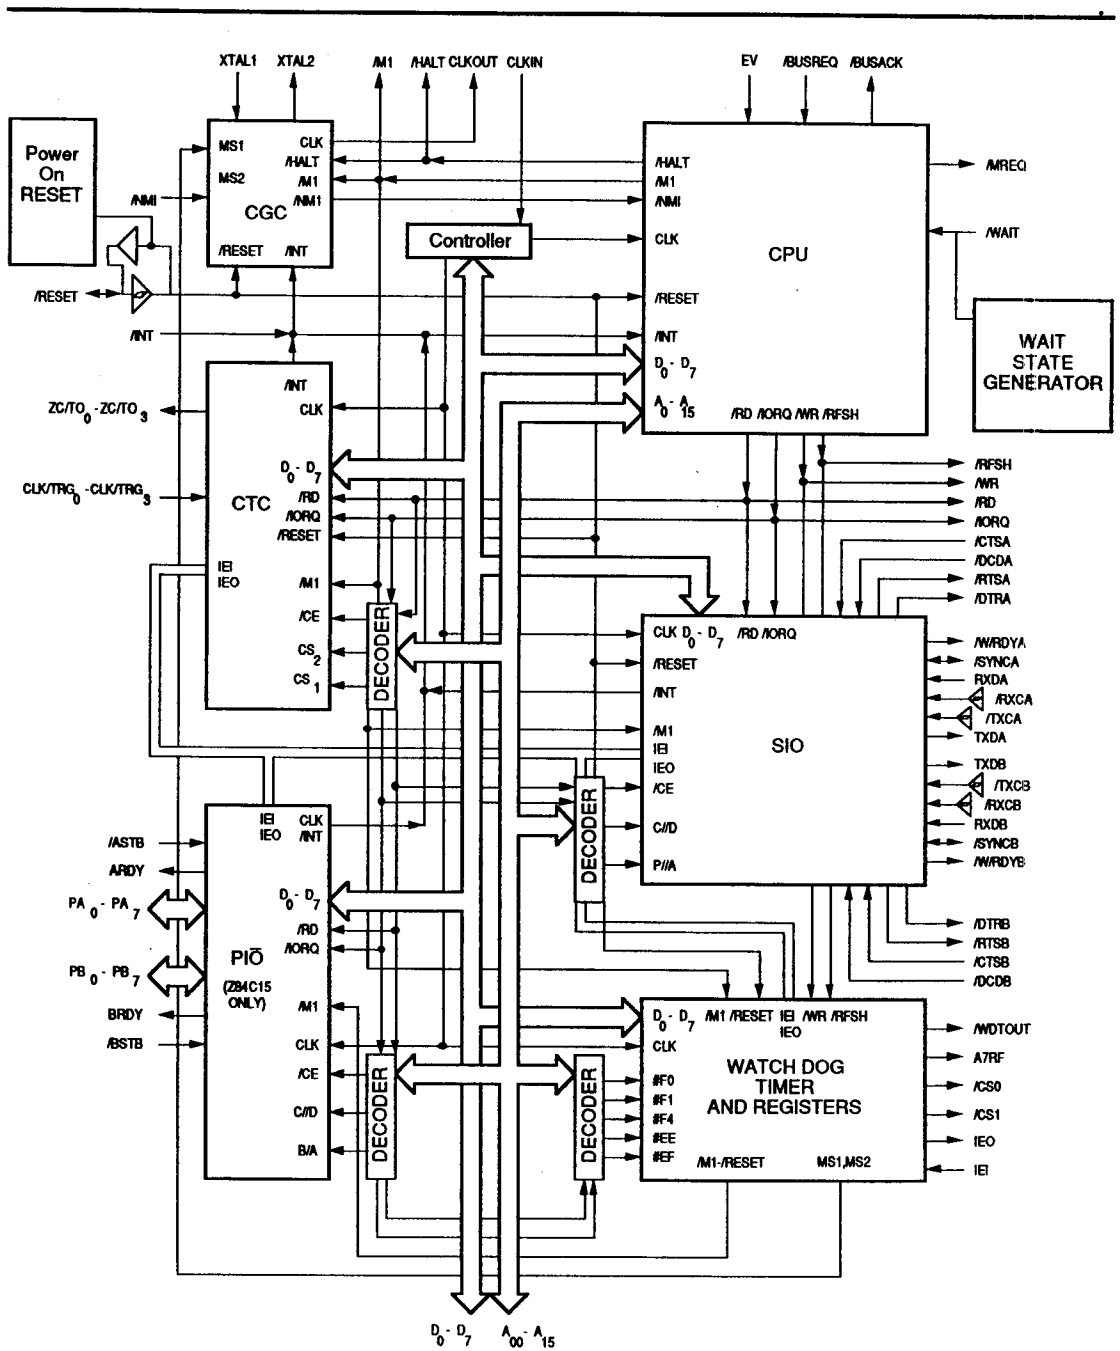 XTAL1 XTAL2 /M1 /HALT CLKOUT CLKIN EV /BUSREQ /BUSACK
Power
On
RESET
MS1
MS2
CLK
/HALT
/M1
/NM1
CGC
/RESET /INT
/NMI
/RESET
/INT
Controller
/HALT
/M1
/NMI
CLK
CPU
/RESET
/INT
D0 - D7
A0 - A15
/RD /IORQ /WR /RFSH
/MREQ
/WAIT
WAIT
STATE
GENERATOR
ZC/TO0 - ZC/TO3
CLK/TRG0 - CLK/TRG3
/INT
CLK
D0 - D7
CTC
/RD
/IORQ
/RESET
IEI
IEO
/M1
/CE
CS2
CS1
DECODER
/RFSH
/WR
/RD
/IORQ
/CTSA
/DCDA
/RTSA
/DTRA
CLK D0 - D7 /RD /IORQ
/RESET
/INT
/M1
IEI
IEO
/CE
C//D
P//A
SIO
DECODER
/W/RDYA
/SYNCA
RXDA
/RXCA
/TXCA
TXDA
TXDB
/TXCB
/RXCB
RXDB
/SYNCB
/W/RDYB
/DTRB
/RTSB
/CTSB
/DCDB
/ASTB
ARDY
PA0 - PA7
PB0 - PB7
BRDY
/BSTB
IEI
IEO
CLK
/INT
D0 - D7
/RD
/IORQ
PIO
(Z84C15
ONLY)
/M1
CLK
/CE
C//D
B/A
DECODER
DECODER
D0 - D7 /M1 /RESET IEI /WR /RFSH
IEO
CLK
WATCH DOG
TIMER
AND REGISTERS
#F0
#F1
#F4
#EE
#EF
/M1-/RESET MS1,MS2
/WDTOUT
A7RF
/CS0
/CS1
IEO
IEI
D0 - D7 A00 - A15